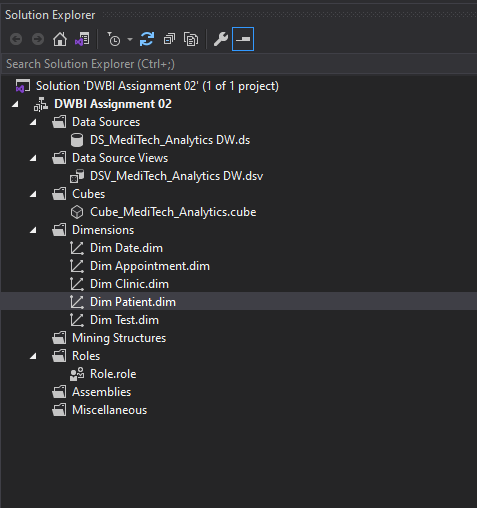 Solution Explorer
Search Solution Explorer (Ctrl+;)
Solution 'DWBI Assignment 02' (1 of 1 project)
DWBI Assignment 02
Data Sources
DS_MediTech_Analytics DW.ds
Data Source Views
DSV_MediTech_Analytics DW.dsv
Cubes
Cube_MediTech_Analytics.cube
Dimensions
Dim Date.dim
Dim Appointment.dim
Dim Clinic.dim
Dim Patient.dim
Dim Test.dim
Mining Structures
Roles
Role.role
Assemblies
Miscellaneous